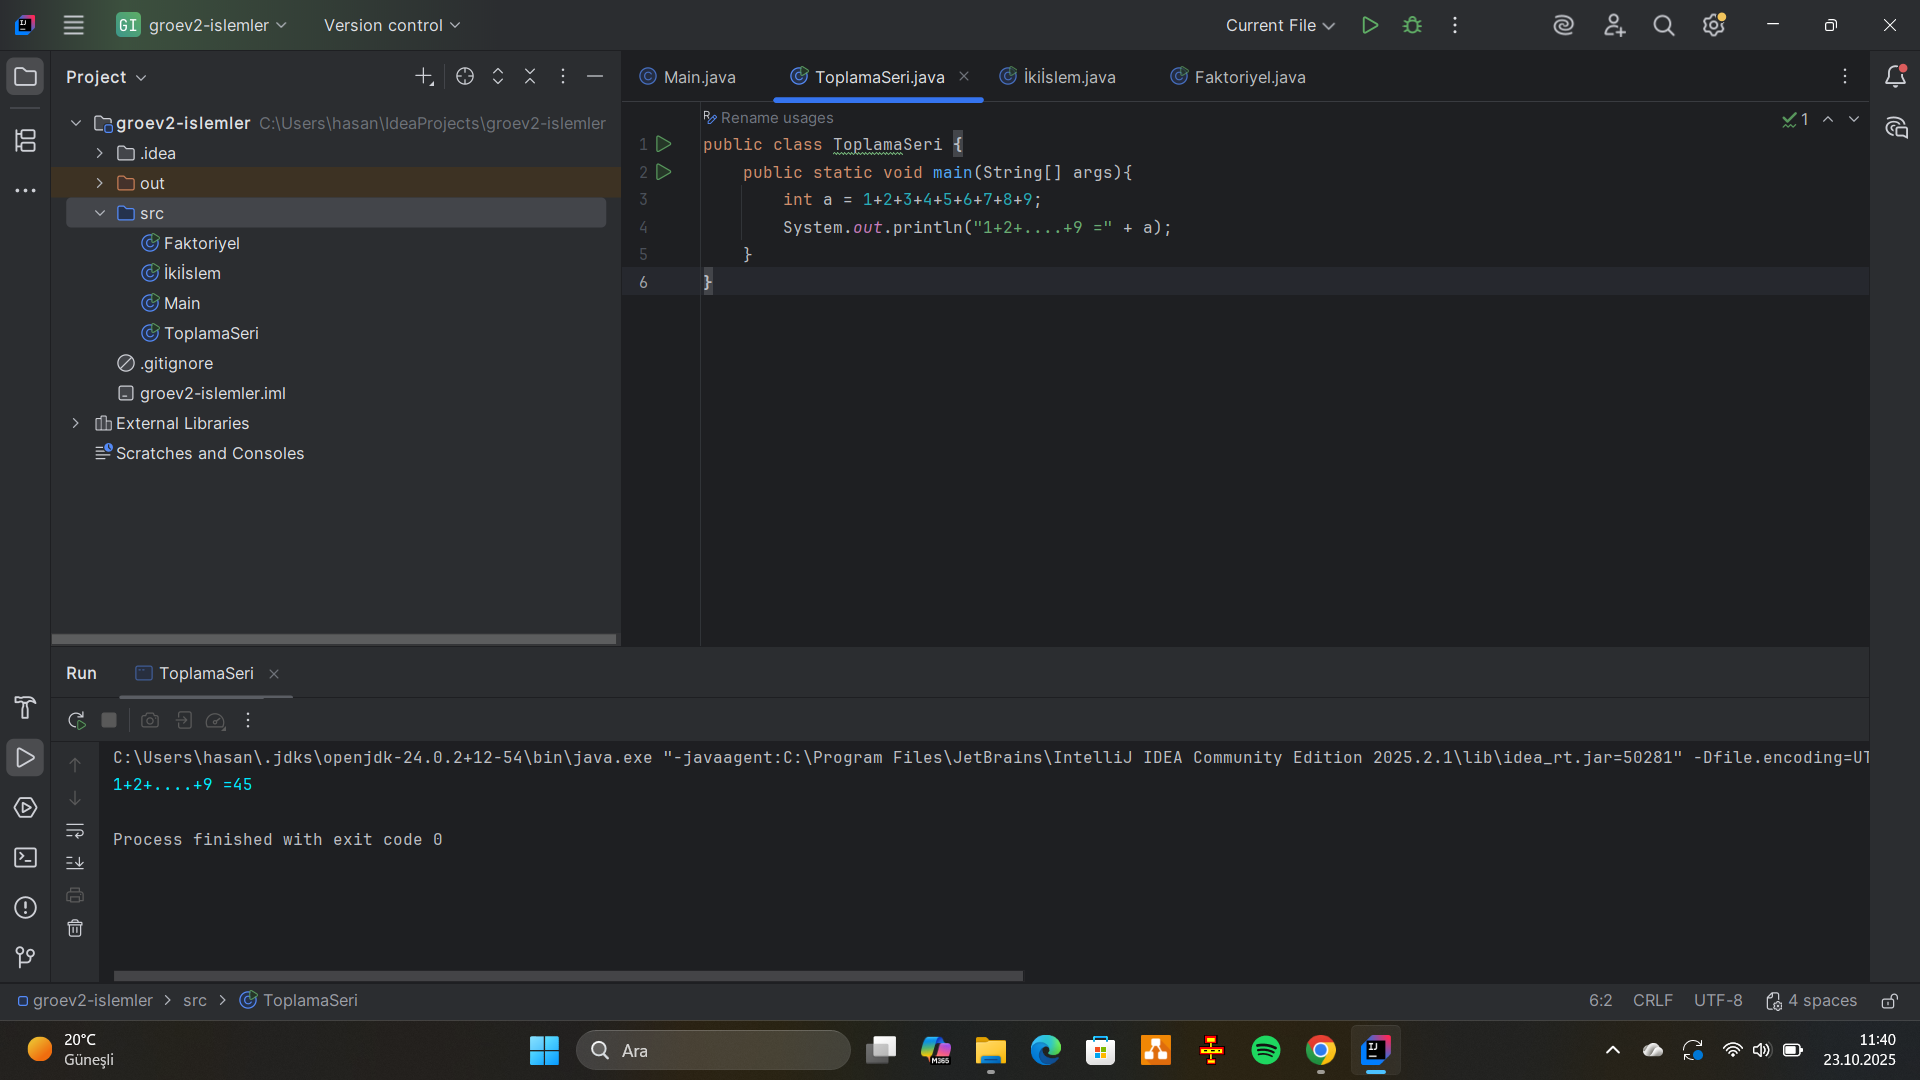 GI groev2-islemler Version control Current File
Project
Main.java ToplamaSeri.java İkiİslem.java Faktoriyel.java
groev2-islemler C:\Users\hasan\IdeaProjects\groev2-islemler
.idea
out
src
Faktoriyel
İkiİslem
Main
ToplamaSeri
.gitignore
groev2-islemler.iml
External Libraries
Scratches and Consoles
Rename usages
1
1 public class ToplamaSeri {
2 public static void main(String[] args){
3 int a = 1+2+3+4+5+6+7+8+9;
4 System.out.println("1+2+....+9 =" + a);
5 }
6 }
Run ToplamaSeri
C:\Users\hasan\.jdks\openjdk-24.0.2+12-54\bin\java.exe "-javaagent:C:\Program Files\JetBrains\IntelliJ IDEA Community Edition 2025.2.1\lib\idea_rt.jar=50281" -Dfile.encoding=UT
1+2+....+9 =45
Process finished with exit code 0
groev2-islemler > src > ToplamaSeri 6:2 CRLF UTF-8 4 spaces
20°C
Güneşli
Ara
M365
IJ
11:40
23.10.2025